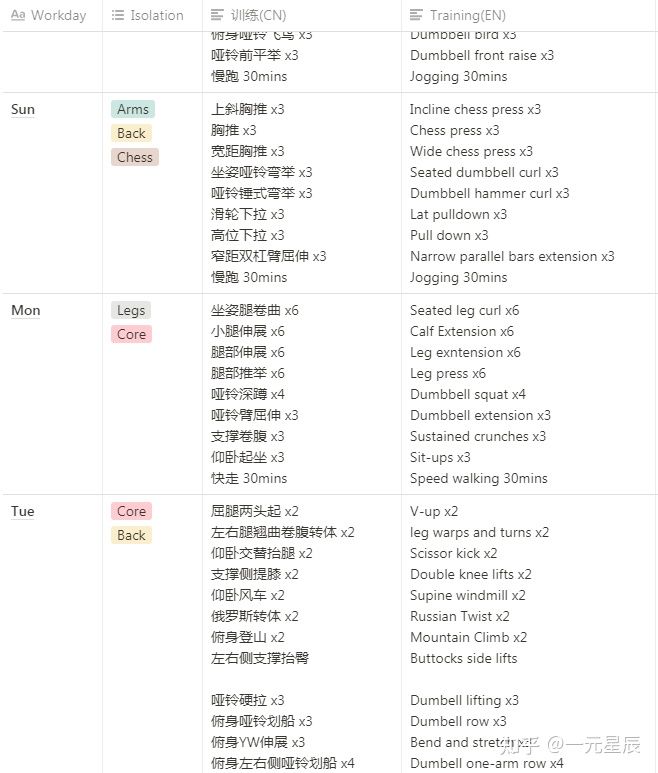 Aa Workday Isolation 训练(CN) Training(EN)
俯身哑铃飞鸟 x3 Dumbbell bird x3
哑铃前平举 x3 Dumbbell front raise x3
慢跑 30mins Jogging 30mins
Sun Arms 上斜胸推 x3 Incline chess press x3
Back 胸推 x3 Chess press x3
Chess 宽距胸推 x3 Wide chess press x3
坐姿哑铃弯举 x3 Seated dumbbell curl x3
哑铃锤式弯举 x3 Dumbbell hammer curl x3
滑轮下拉 x3 Lat pulldown x3
高位下拉 x3 Pull down x3
窄距双杠臂屈伸 x3 Narrow parallel bars extension x3
慢跑 30mins Jogging 30mins
Mon Legs 坐姿腿卷曲 x6 Seated leg curl x6
Core 小腿伸展 x6 Calf Extension x6
腿部伸展 x6 Leg exntension x6
腿部推举 x6 Leg press x6
哑铃深蹲 x4 Dumbbell squat x4
哑铃臂屈伸 x3 Dumbbell extension x3
支撑卷腹 x3 Sustained crunches x3
仰卧起坐 x3 Sit-ups x3
快走 30mins Speed walking 30mins
Tue Core 屈腿两头起 x2 V-up x2
Back 左右腿翘曲卷腹转体 x2 leg warps and turns x2
仰卧交替抬腿 x2 Scissor kick x2
支撑侧提膝 x2 Double knee lifts x2
仰卧风车 x2 Supine windmill x2
俄罗斯转体 x2 Russian Twist x2
俯身登山 x2 Mountain Climb x2
左右侧支撑抬臀 Buttocks side lifts
哑铃硬拉 x3 Dumbell lifting x3
俯身哑铃划船 x3 Dumbell row x3
俯身YW伸展 x3 Bend and stretch x3
俯身左右侧哑铃划船 x4 Dumbell one-arm row x4
知乎 @一元星辰